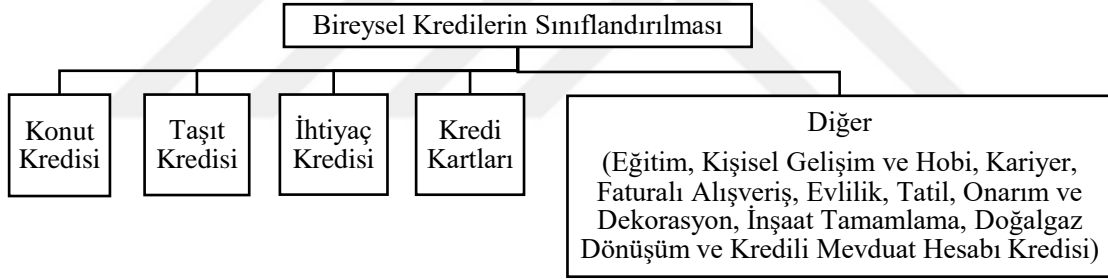 Bireysel Kredilerin Sınıflandırılması
Konut
Kredisi
Taşıt
Kredisi
İhtiyaç
Kredisi
Kredi
Kartları
Diğer
(Eğitim, Kişisel Gelişim ve Hobi, Kariyer,
Faturalı Alışveriş, Evlilik, Tatil, Onarım ve
Dekorasyon, İnşaat Tamamlama, Doğalgaz
Dönüşüm ve Kredili Mevduat Hesabı Kredisi)